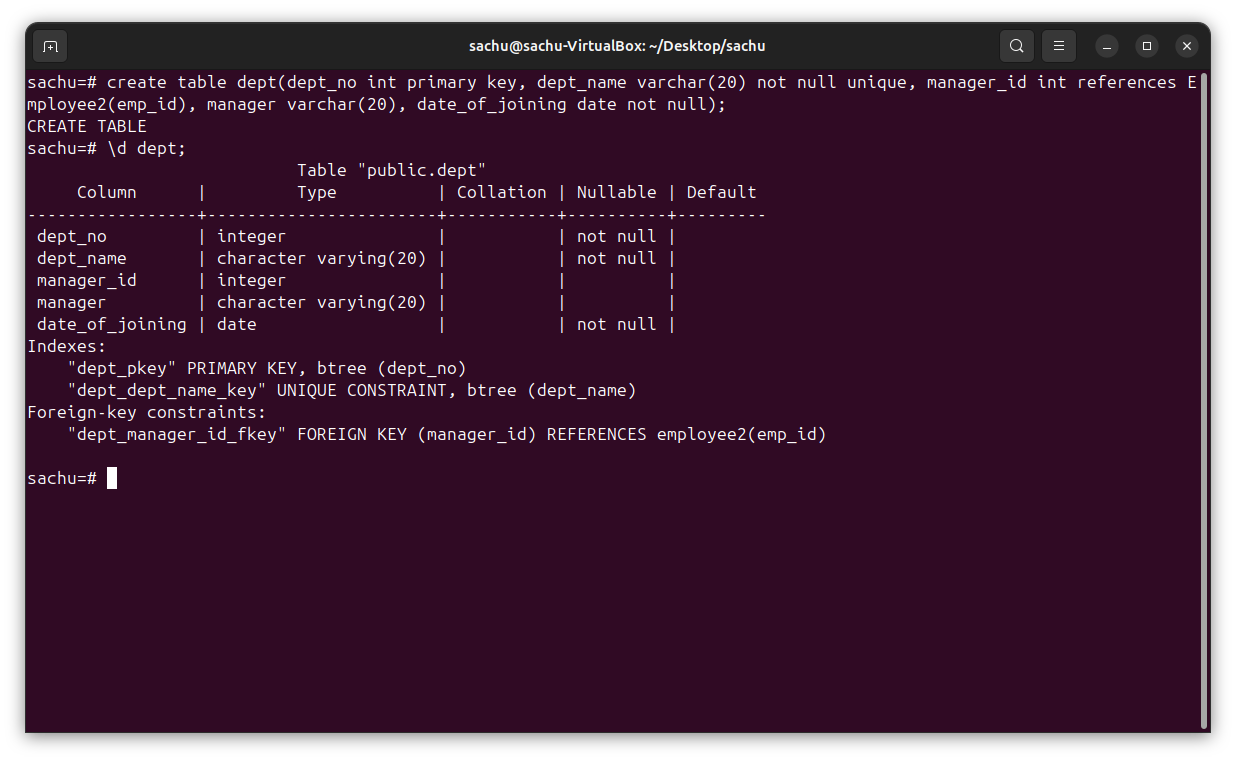 sachu@sachu-VirtualBox: ~/Desktop/sachu
sachu=# create table dept(dept_no int primary key, dept_name varchar(20) not null unique, manager_id int references E
mployee2(emp_id), manager varchar(20), date_of_joining date not null);
CREATE TABLE
sachu=# \d dept;
                           Table "public.dept"
     Column      |         Type          | Collation | Nullable | Default
-----------------+-----------------------+-----------+----------+---------
 dept_no         | integer               |           | not null |
 dept_name       | character varying(20) |           | not null |
 manager_id      | integer               |           |          |
 manager         | character varying(20) |           |          |
 date_of_joining | date                  |           | not null |
Indexes:
    "dept_pkey" PRIMARY KEY, btree (dept_no)
    "dept_dept_name_key" UNIQUE CONSTRAINT, btree (dept_name)
Foreign-key constraints:
    "dept_manager_id_fkey" FOREIGN KEY (manager_id) REFERENCES employee2(emp_id)
sachu=#